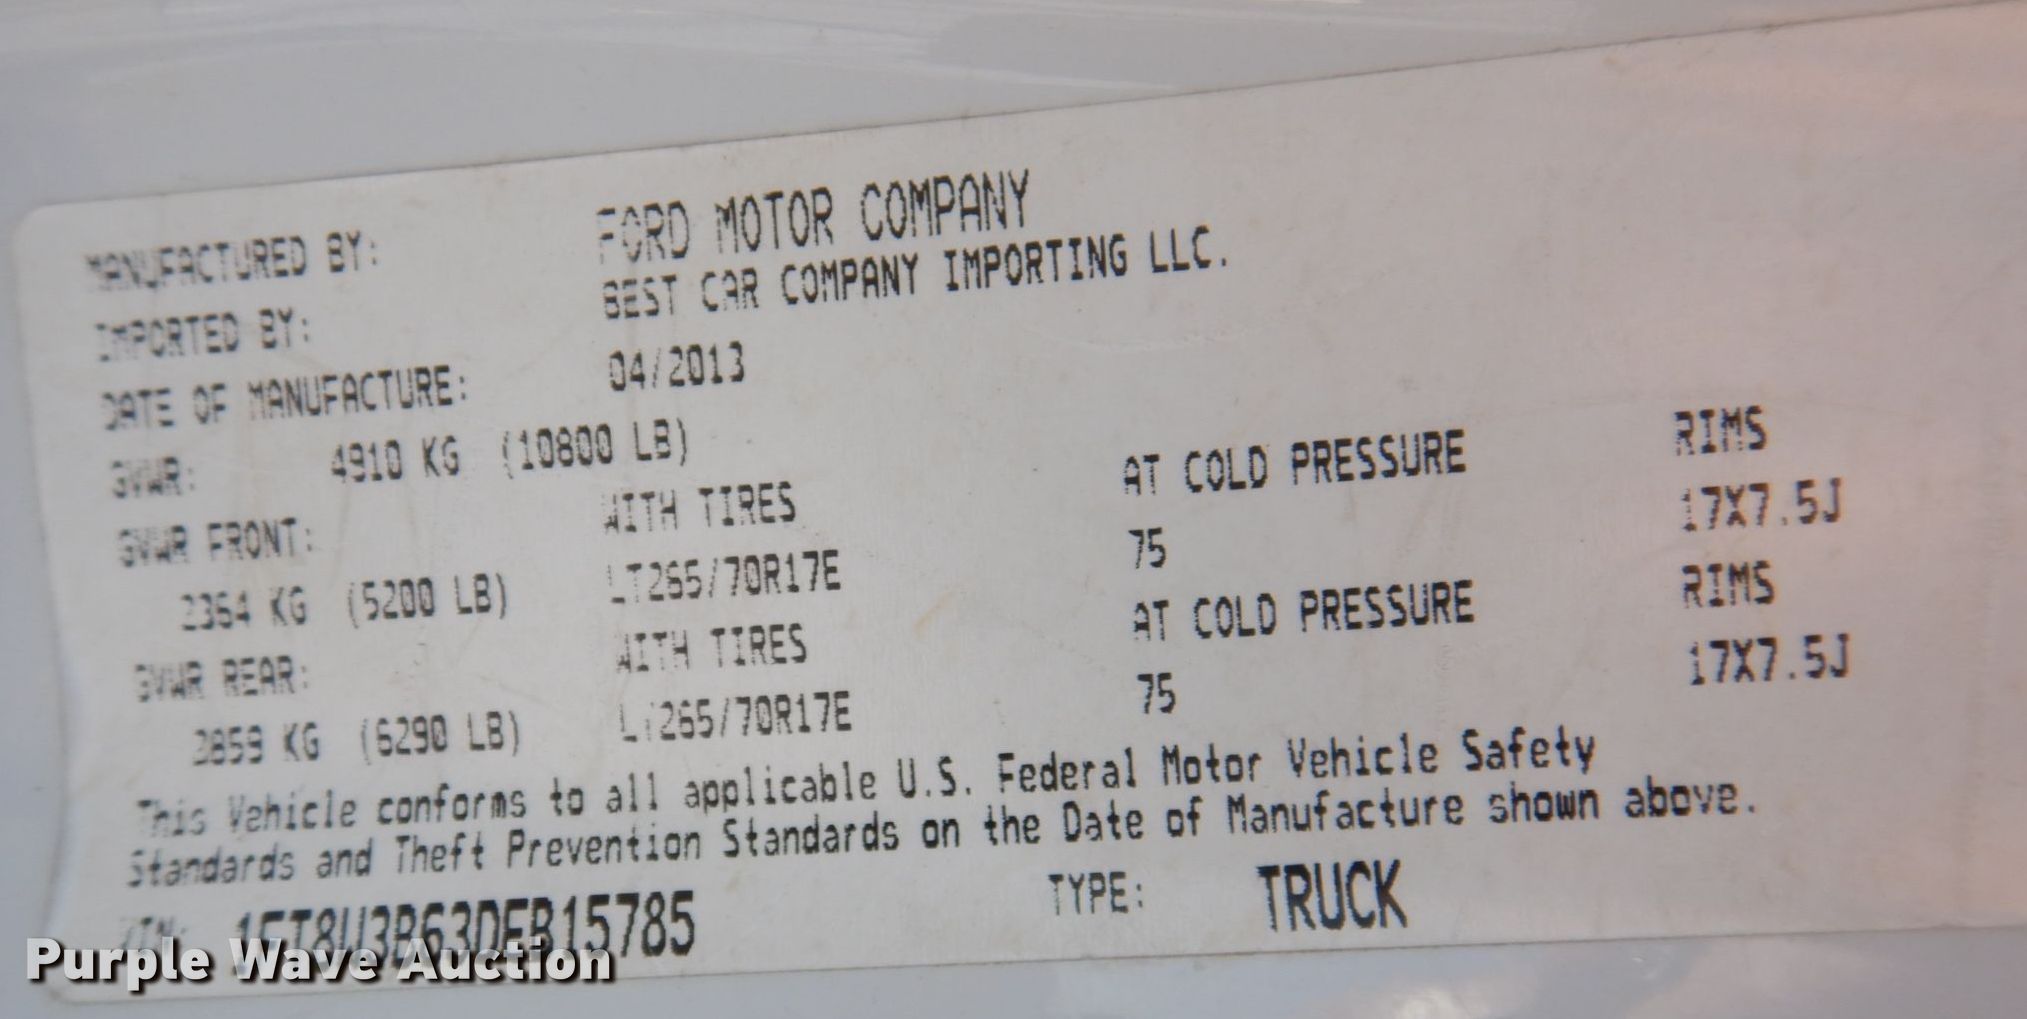 MANUFACTURED BY: FORD MOTOR COMPANY
IMPORTED BY: BEST CAR COMPANY IMPORTING LLC.
DATE OF MANUFACTURE: 04/2013
GVWR: 4910 KG (10800 LB)
GVWR FRONT: WITH TIRES AT COLD PRESSURE RIMS
2364 KG (5200 LB) LT265/70R17E 75 17X7.5J
GVWR REAR: WITH TIRES AT COLD PRESSURE RIMS
2859 KG (6290 LB) LT265/70R17E 75 17X7.5J
This Vehicle conforms to all applicable U.S. Federal Motor Vehicle Safety
Standards and Theft Prevention Standards on the Date of Manufacture shown above.
VIN: 1FT8W3B63DEB15785 TYPE: TRUCK
Purple Wave Auction